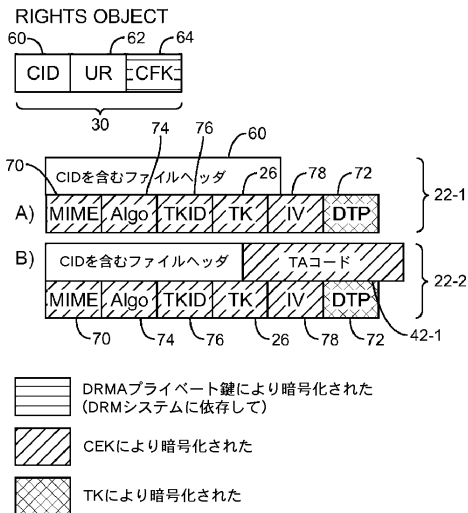 RIGHTS OBJECT
60 62 64
CID UR CFK
30
74 76 60
70 26 78 72
CIDを含むファイルヘッダ
A) MIME Algo TKID TK IV DTP 22-1
B) CIDを含むファイルヘッダ TAコード
MIME Algo TKID TK IV DTP 22-2
70 74 76 26 78 72 42-1
DRMAプライベート鍵により暗号化された
(DRMシステムに依存して)
CEKにより暗号化された
TKにより暗号化された